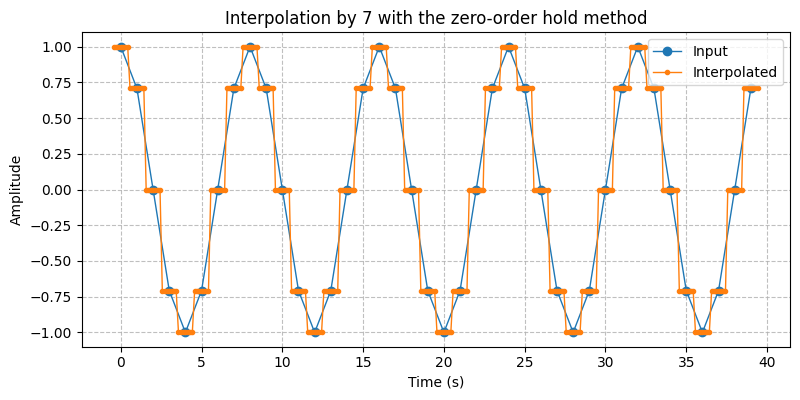 Interpolation by 7 with the zero-order hold method
Input
Interpolated
Amplitude
1.00
0.75
0.50
0.25
0.00
−0.25
−0.50
−0.75
−1.00
0 5 10 15 20 25 30 35 40
Time (s)